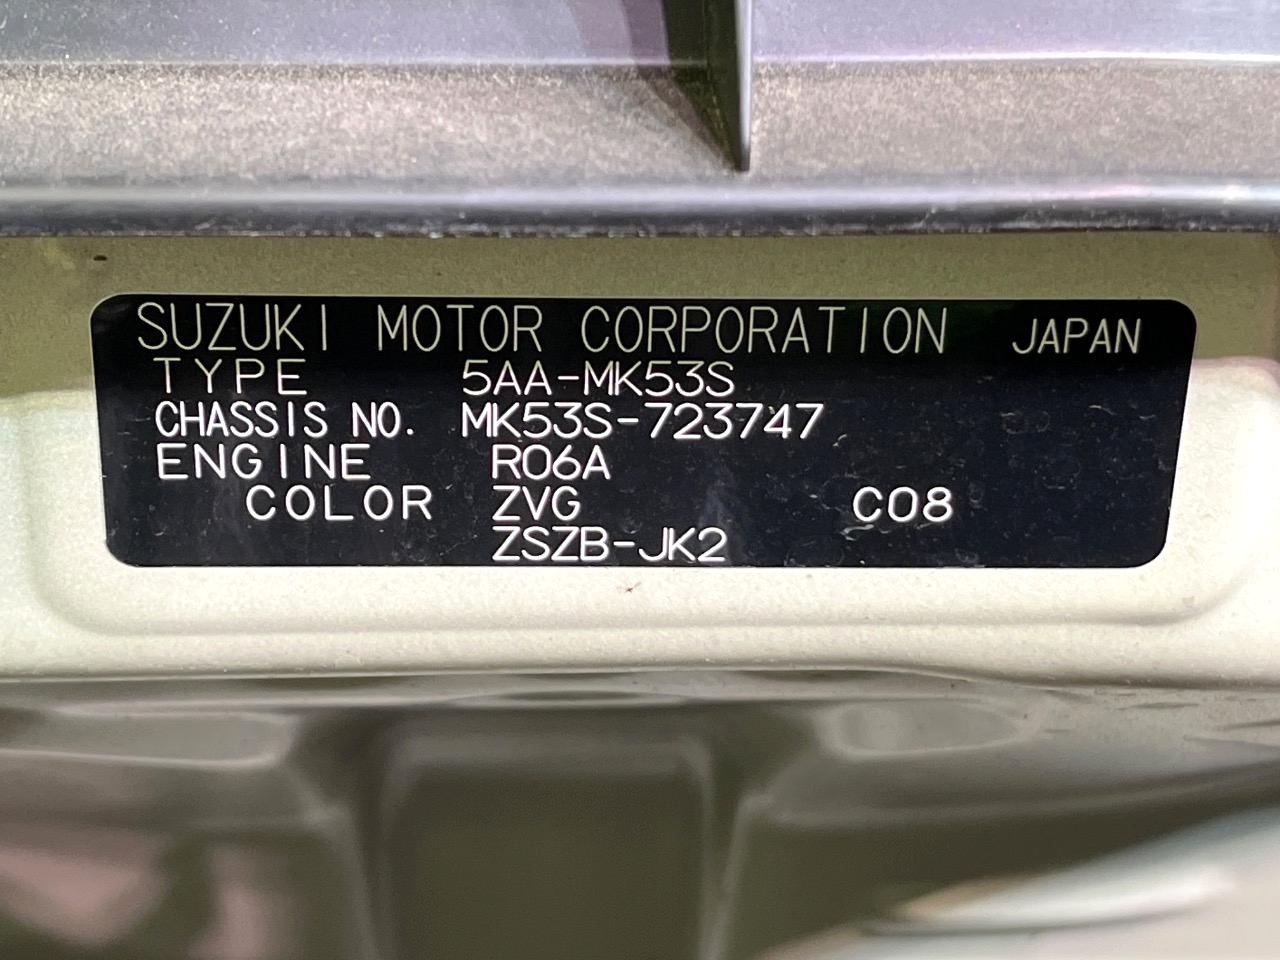 SUZUKI MOTOR CORPORATION JAPAN
TYPE 5AA-MK53S
CHASSIS NO. MK53S-723747
ENGINE R06A
COLOR ZVG C08
ZSZB-JK2